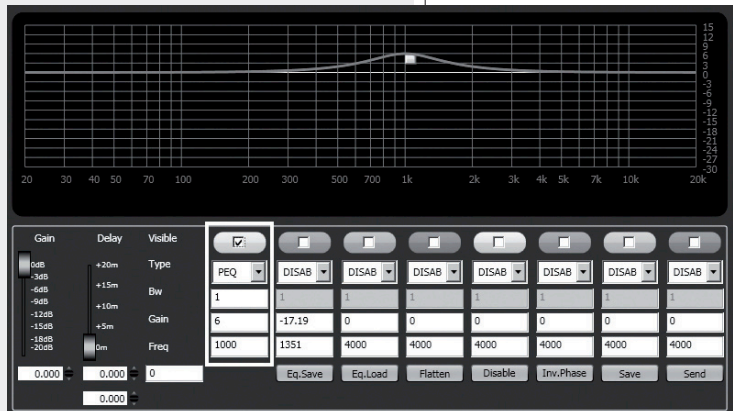 15
12
9
6
3
0
-3
-6
-9
-12
-15
-18
-21
-24
-27
-30
20 30 40 50 70 100 200 300 500 700 1k 2k 3k 4k 5k 7k 10k 20k
Gain Delay Visible
0dB +20m Type PEQ DISAB DISAB DISAB DISAB DISAB DISAB DISAB
-3dB
-6dB +15m Bw 1 1 1 1 1 1 1 1
-9dB +10m
-12dB Gain 6 -17.19 0 0 0 0 0 0
-15dB +5m
-18dB
-20dB 0m Freq 1000 1351 4000 4000 4000 4000 4000 4000
0.000 0.000 0 Eq.Save Eq.Load Flatten Disable Inv.Phase Save Send
0.000